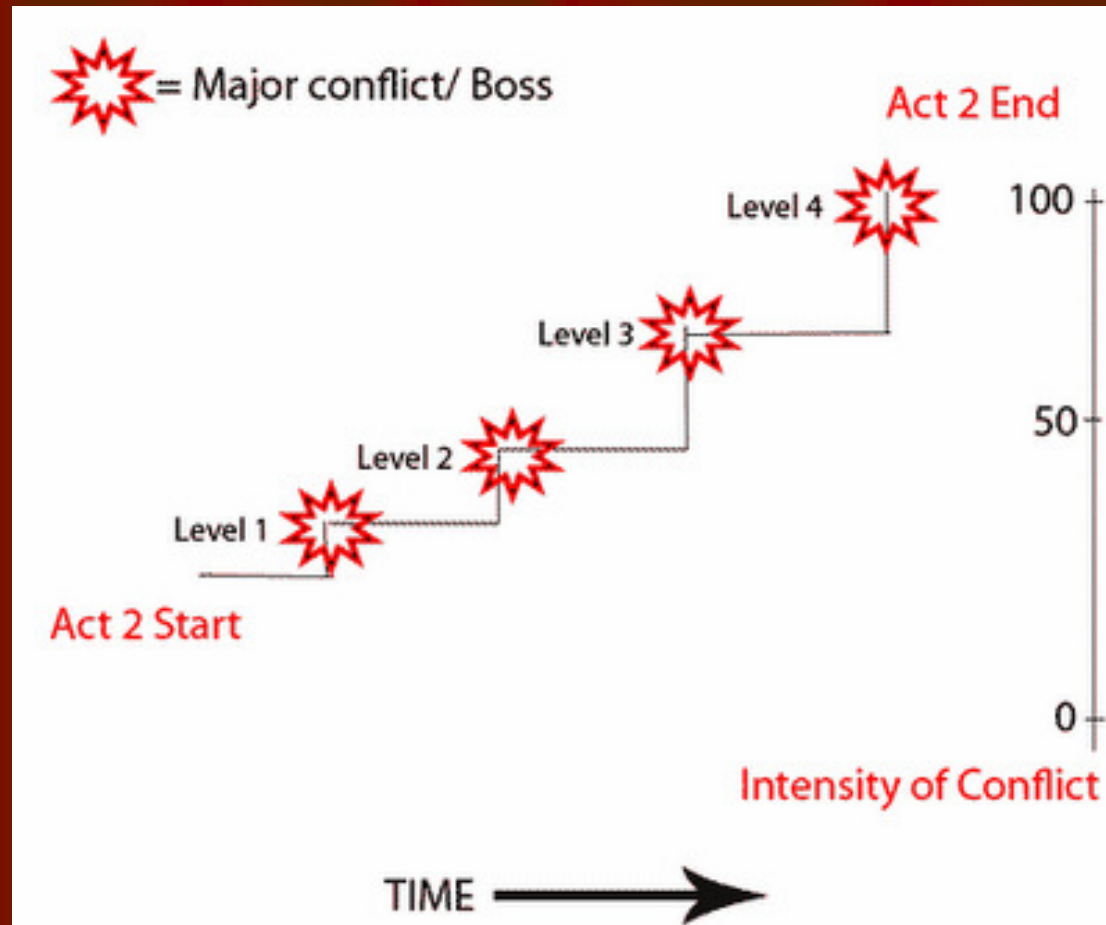 = Major conflict/ Boss
Act 2 End
100
Level 4
Level 3
50
Level 2
Level 1
Act 2 Start
0
Intensity of Conflict
TIME